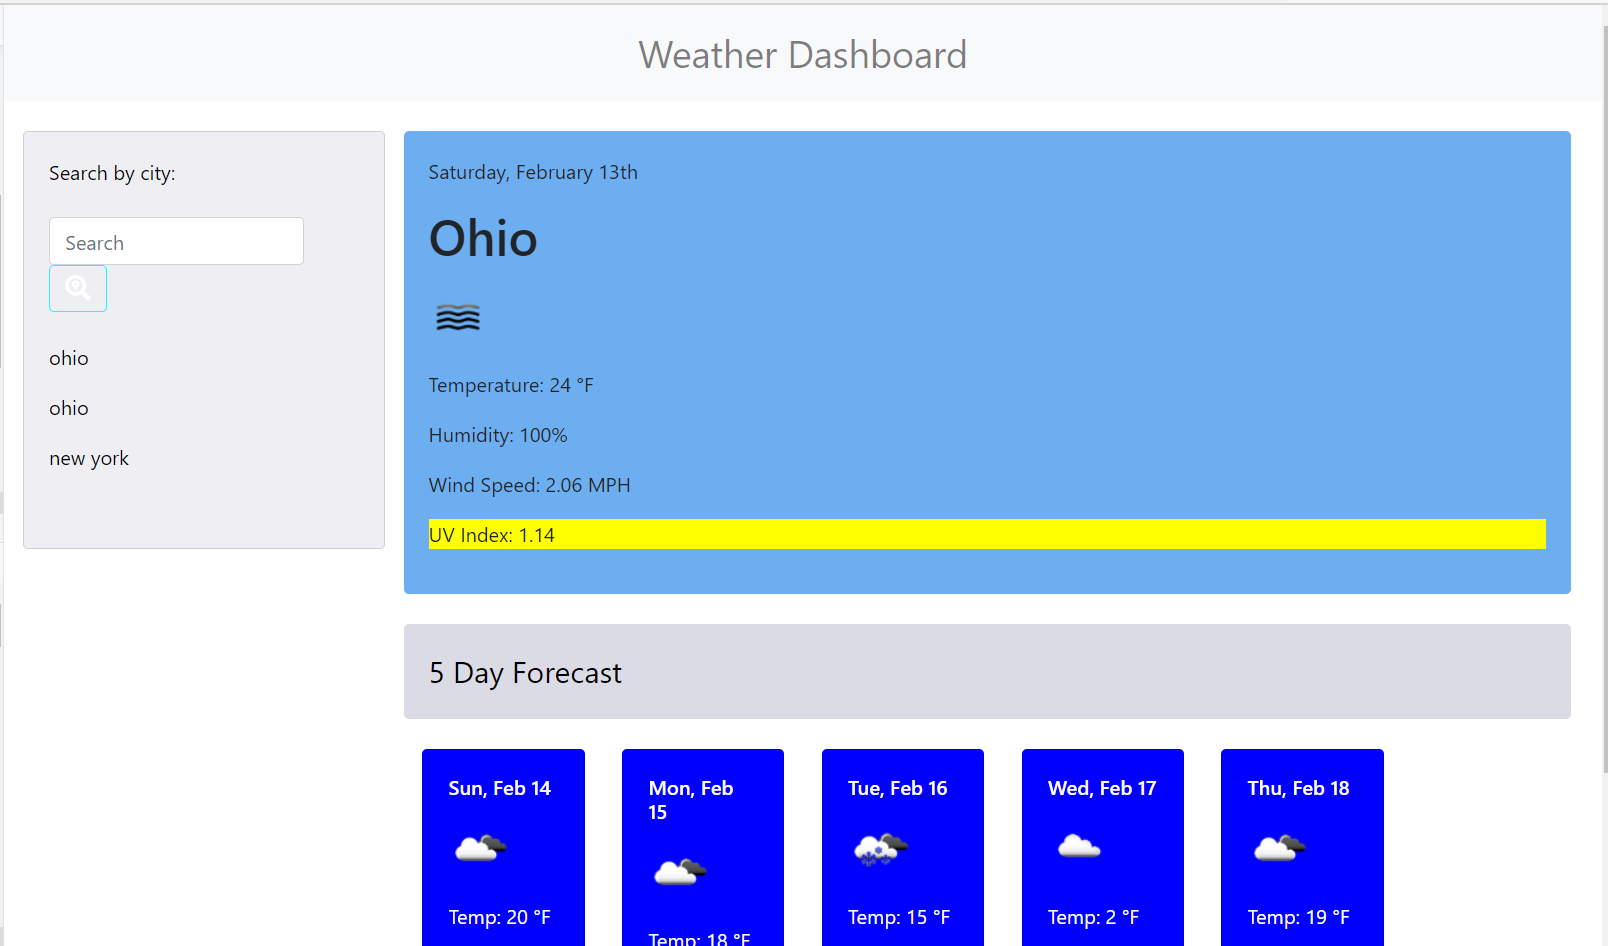 Weather Dashboard
Search by city:
Search
ohio
ohio
new york
Saturday, February 13th
Ohio
Temperature: 24 °F
Humidity: 100%
Wind Speed: 2.06 MPH
UV Index: 1.14
5 Day Forecast
Sun, Feb 14
Temp: 20 °F
Mon, Feb
15
Temp: 18 °F
Tue, Feb 16
Temp: 15 °F
Wed, Feb 17
Temp: 2 °F
Thu, Feb 18
Temp: 19 °F